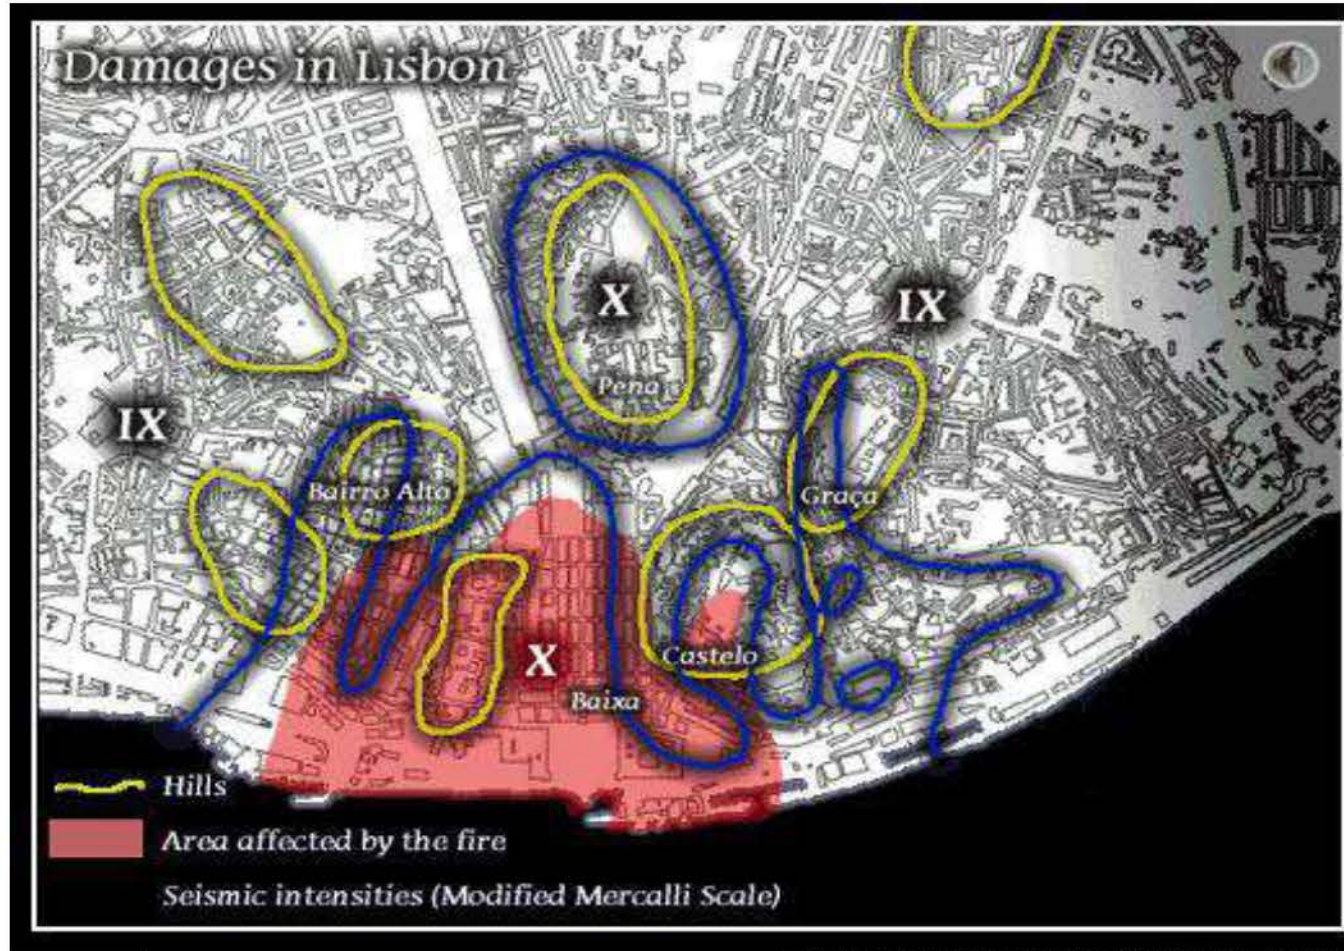 Damages in Lisbon
X
IX
Pena
IX
Bairro Alto
Graça
X
Castelo
Baixa
Hills
Area affected by the fire
Seismic intensities (Modified Mercalli Scale)